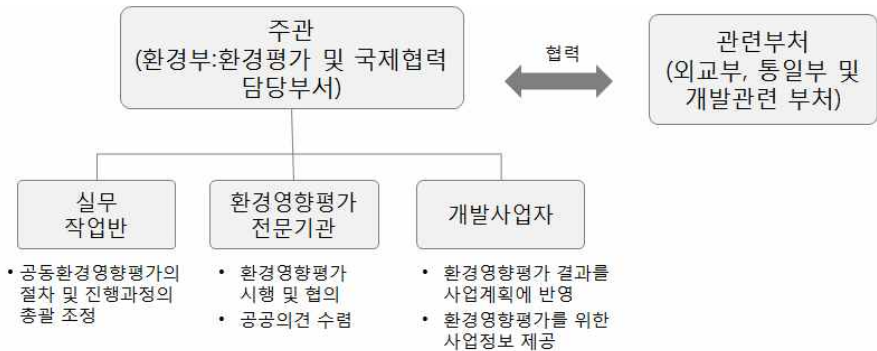 주관
(환경부:환경평가 및 국제협력
담당부서)
협력
관련부처
(외교부, 통일부 및
개발관련 부처)
실무
작업반
환경영향평가
전문기관
개발사업자
• 공동환경영향평가의
절차 및 진행과정의
총괄 조정
• 환경영향평가
시행 및 협의
• 공공의견 수렴
• 환경영향평가 결과를
사업계획에 반영
• 환경영향평가를 위한
사업정보 제공